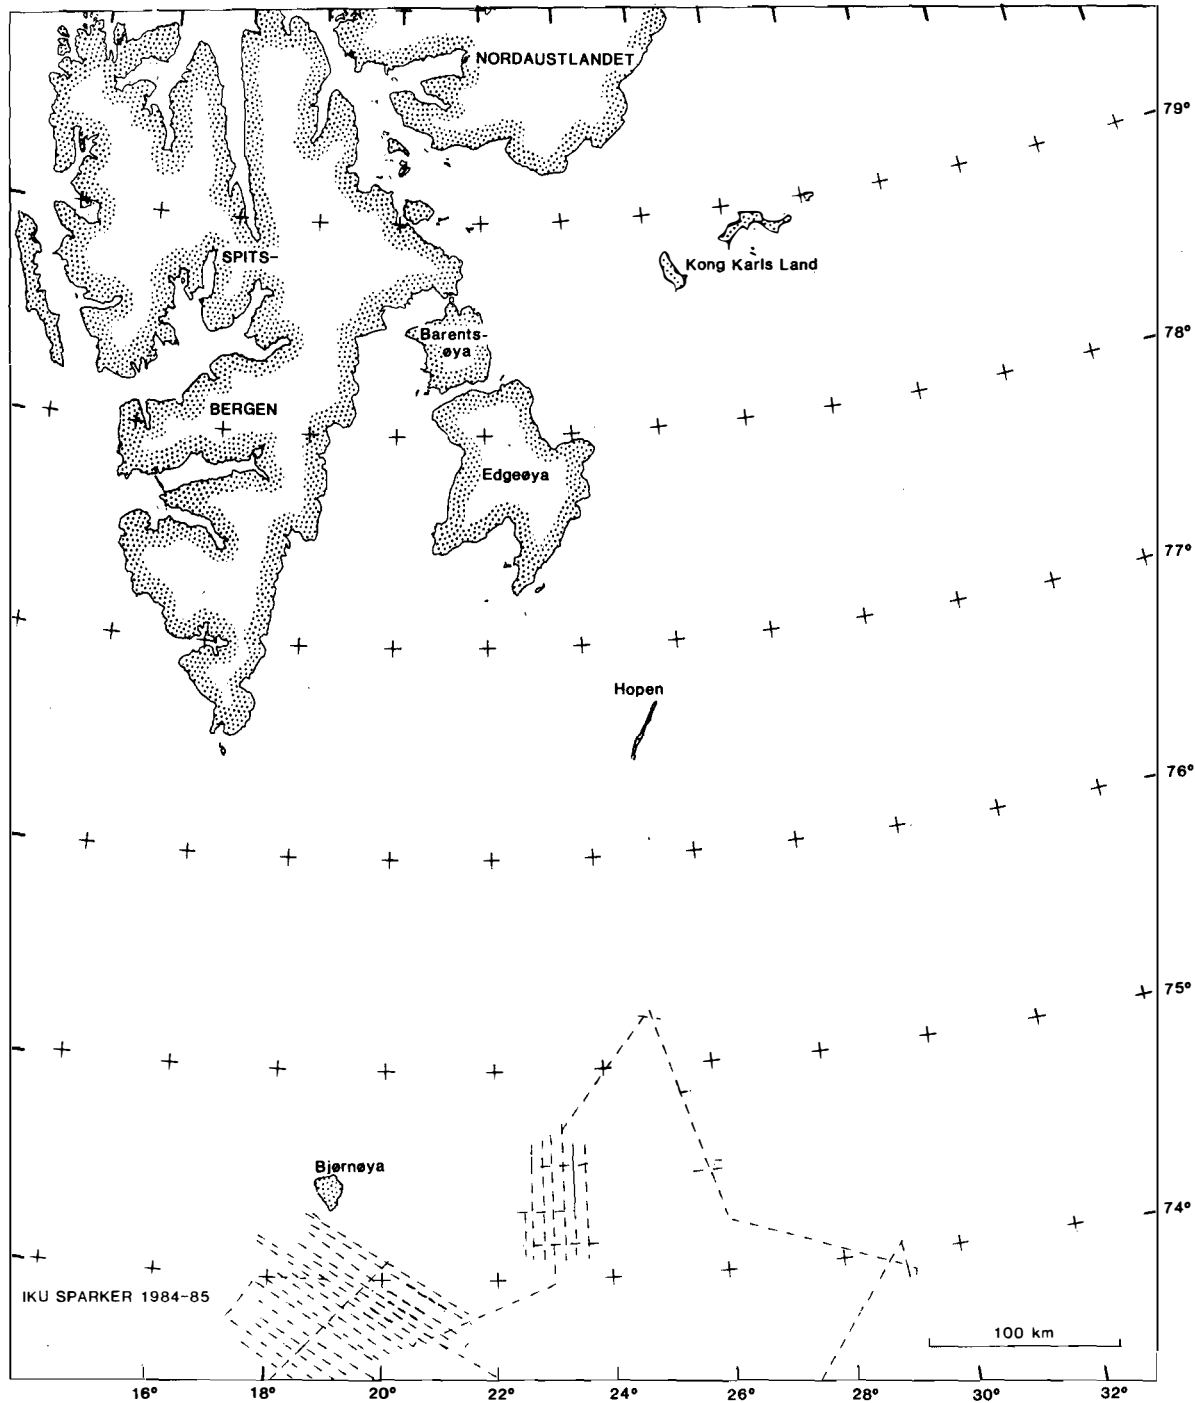 NORDAUSTLANDET
79°
SPITS-
Kong Karls Land
78°
Barents-
øya
BERGEN
Edgeøya
77°
Hopen
76°
75°
Bjørnøya
74°
IKU SPARKER 1984-85
100 km
16°
18°
20°
22°
24°
26°
28°
30°
32°